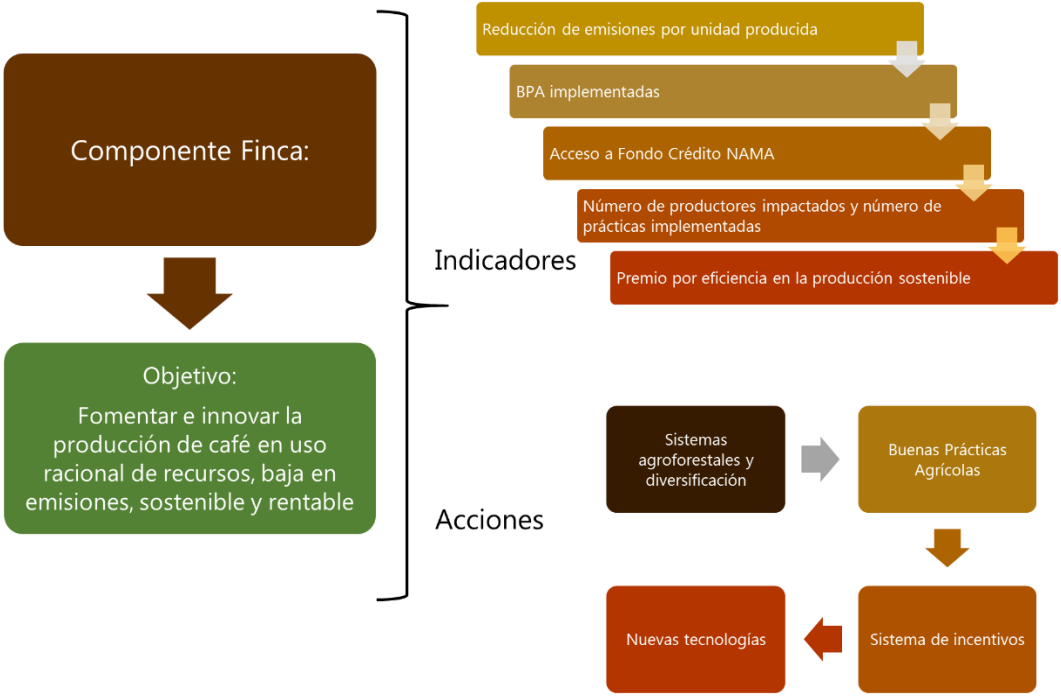 Componente Finca:
Objetivo:
Fomentar e innovar la
producción de café en uso
racional de recursos, baja en
emisiones, sostenible y rentable
Indicadores
Reducción de emisiones por unidad producida
BPA implementadas
Acceso a Fondo Crédito NAMA
Número de productores impactados y número de
prácticas implementadas
Premio por eficiencia en la producción sostenible
Acciones
Sistemas
agroforestales y
diversificación
Buenas Prácticas
Agrícolas
Sistema de incentivos
Nuevas tecnologías